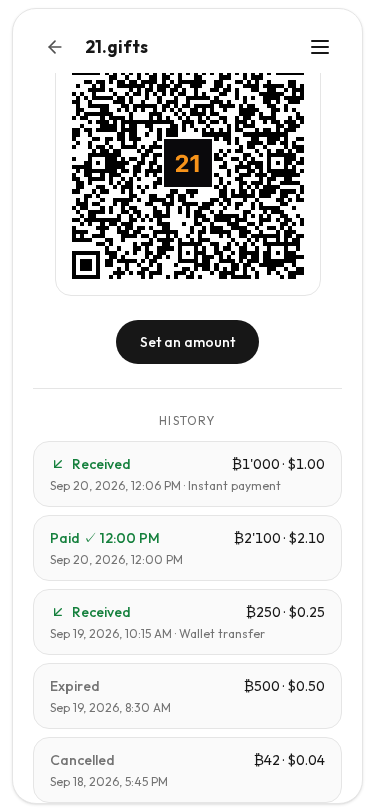 21.gifts
21
Set an amount
HISTORY
Received
₿1'000 · $1.00
Sep 20, 2026, 12:06 PM · Instant payment
Paid ✓ 12:00 PM
₿2'100 · $2.10
Sep 20, 2026, 12:00 PM
Received
₿250 · $0.25
Sep 19, 2026, 10:15 AM · Wallet transfer
Expired
₿500 · $0.50
Sep 19, 2026, 8:30 AM
Cancelled
₿42 · $0.04
Sep 18, 2026, 5:45 PM